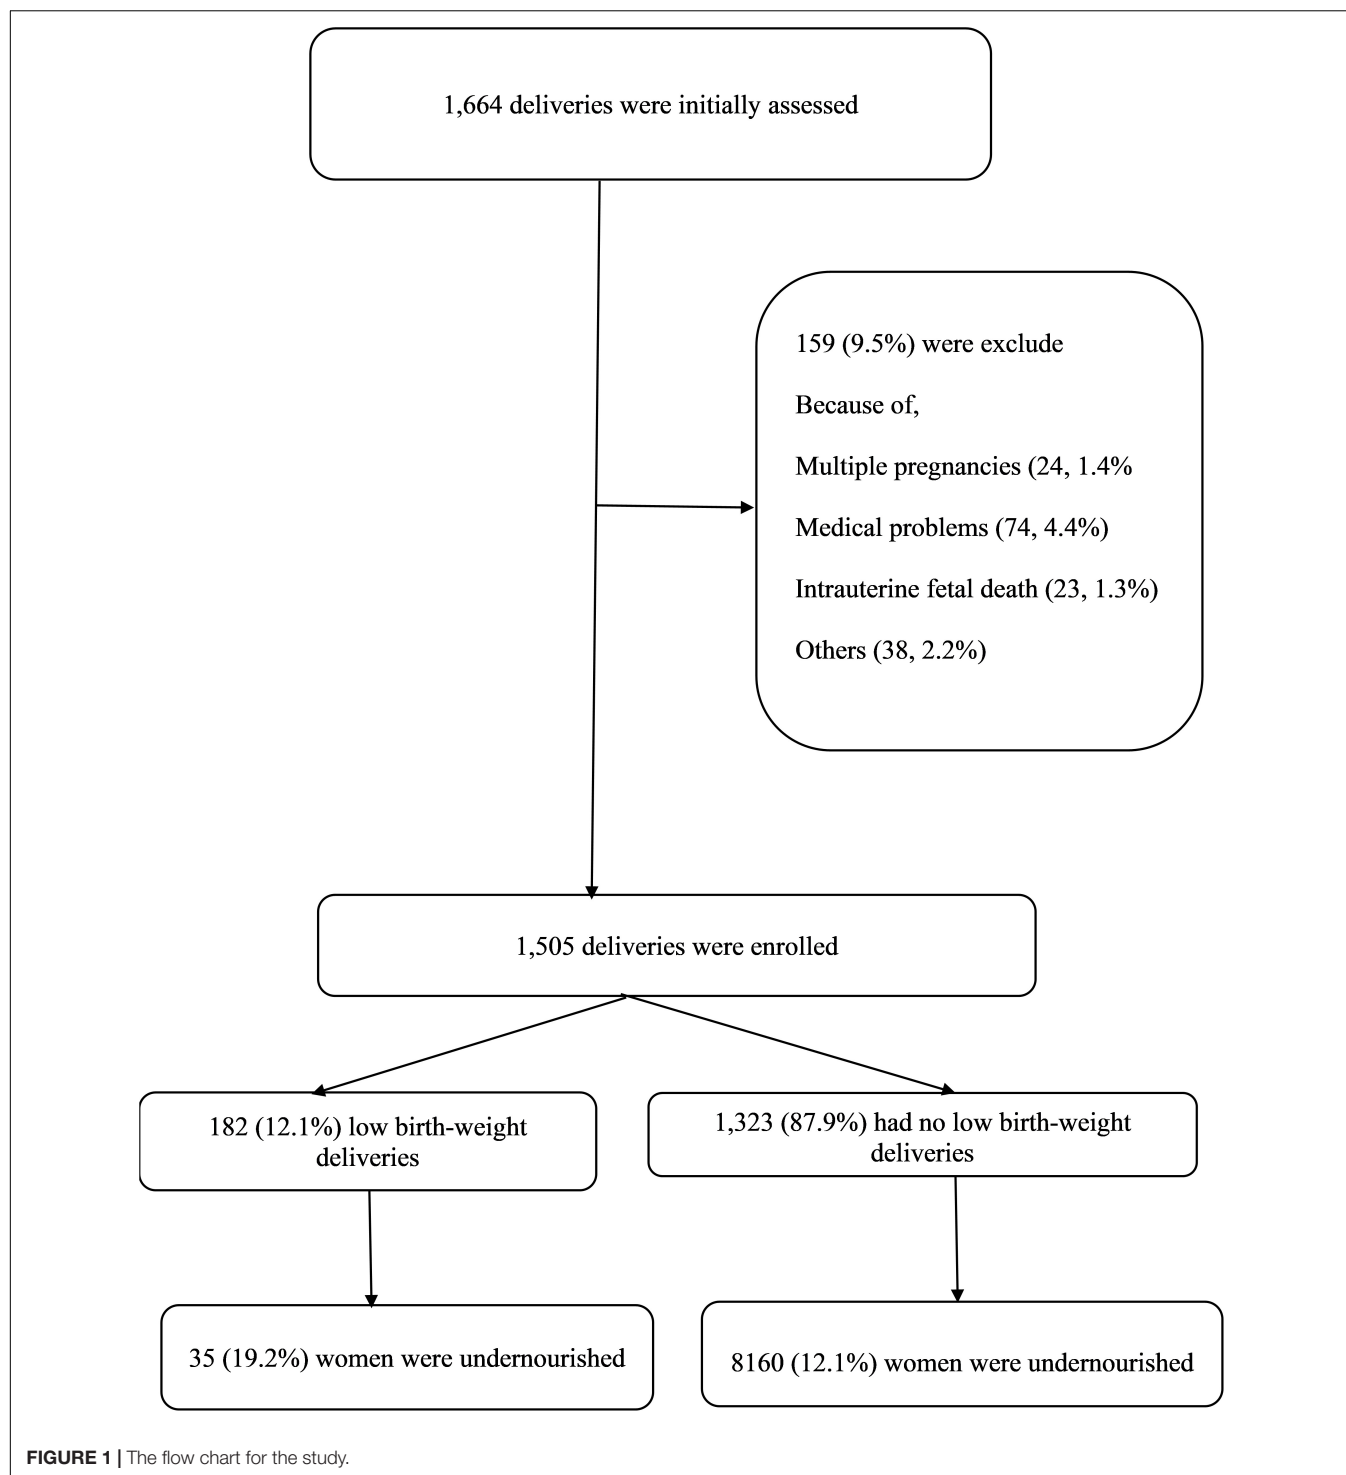 1,664 deliveries were initially assessed
159 (9.5%) were exclude
Because of,
Multiple pregnancies (24, 1.4%
Medical problems (74, 4.4%)
Intrauterine fetal death (23, 1.3%)
Others (38, 2.2%)
1,505 deliveries were enrolled
182 (12.1%) low birth-weight
deliveries
1,323 (87.9%) had no low birth-weight
deliveries
35 (19.2%) women were undernourished
8160 (12.1%) women were undernourished
FIGURE 1 | The flow chart for the study.